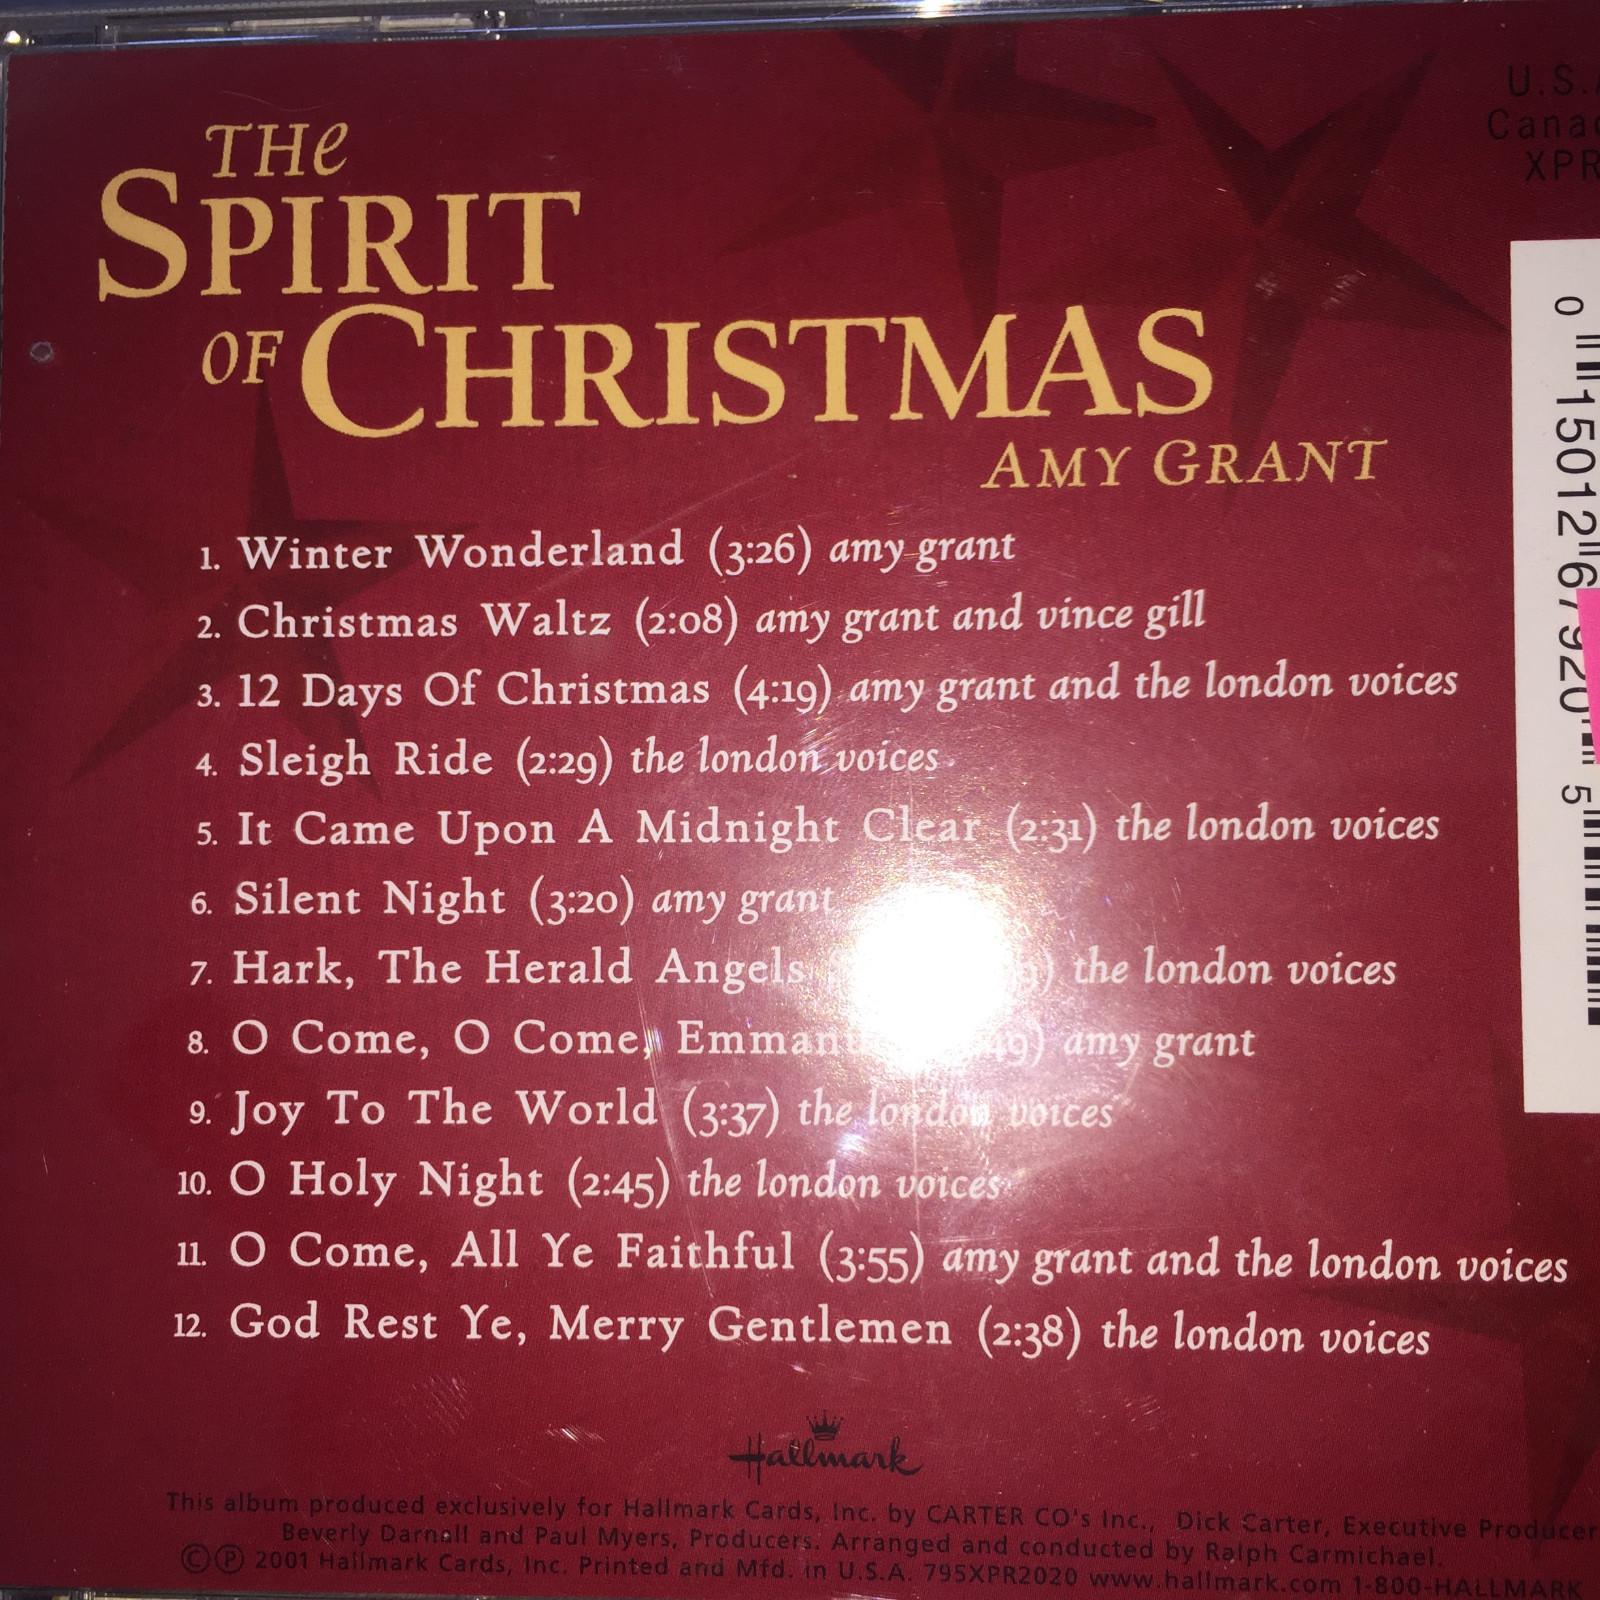 THE
SPIRIT
OF CHRISTMAS
AMY GRANT
1. Winter Wonderland (3:26) amy grant
2. Christmas Waltz (2:08) amy grant and vince gill
3. 12 Days Of Christmas (4:19) amy grant and the london voices
4. Sleigh Ride (2:29) the london voices
5. It Came Upon A Midnight Clear (2:31) the london voices
6. Silent Night (3:20) amy grant
7. Hark, The Herald Angels the london voices
8. O Come, O Come, amy grant
9. Joy To The World (3:37) the london voices
10. O Holy Night (2:45) the london voices
11. O Come, All Ye Faithful (3:55) amy grant and the london voices
12. God Rest Ye, Merry Gentlemen (2:38) the london voices
Hallmark
This album produced exclusively for Hallmark Cards, Inc. by CARTER CO's Inc., Dick Carter, Executive Producer
Beverly Darnall and Paul Myers, Producers. Arranged and conducted by Ralph Carmichael.
©℗ 2001 Hallmark Cards, Inc. Printed and Mfd. in U.S.A. 795XPR2020 www.hallmark.com 1-800-HALLMARK
U.S.
XPR
0 15012 67920 5